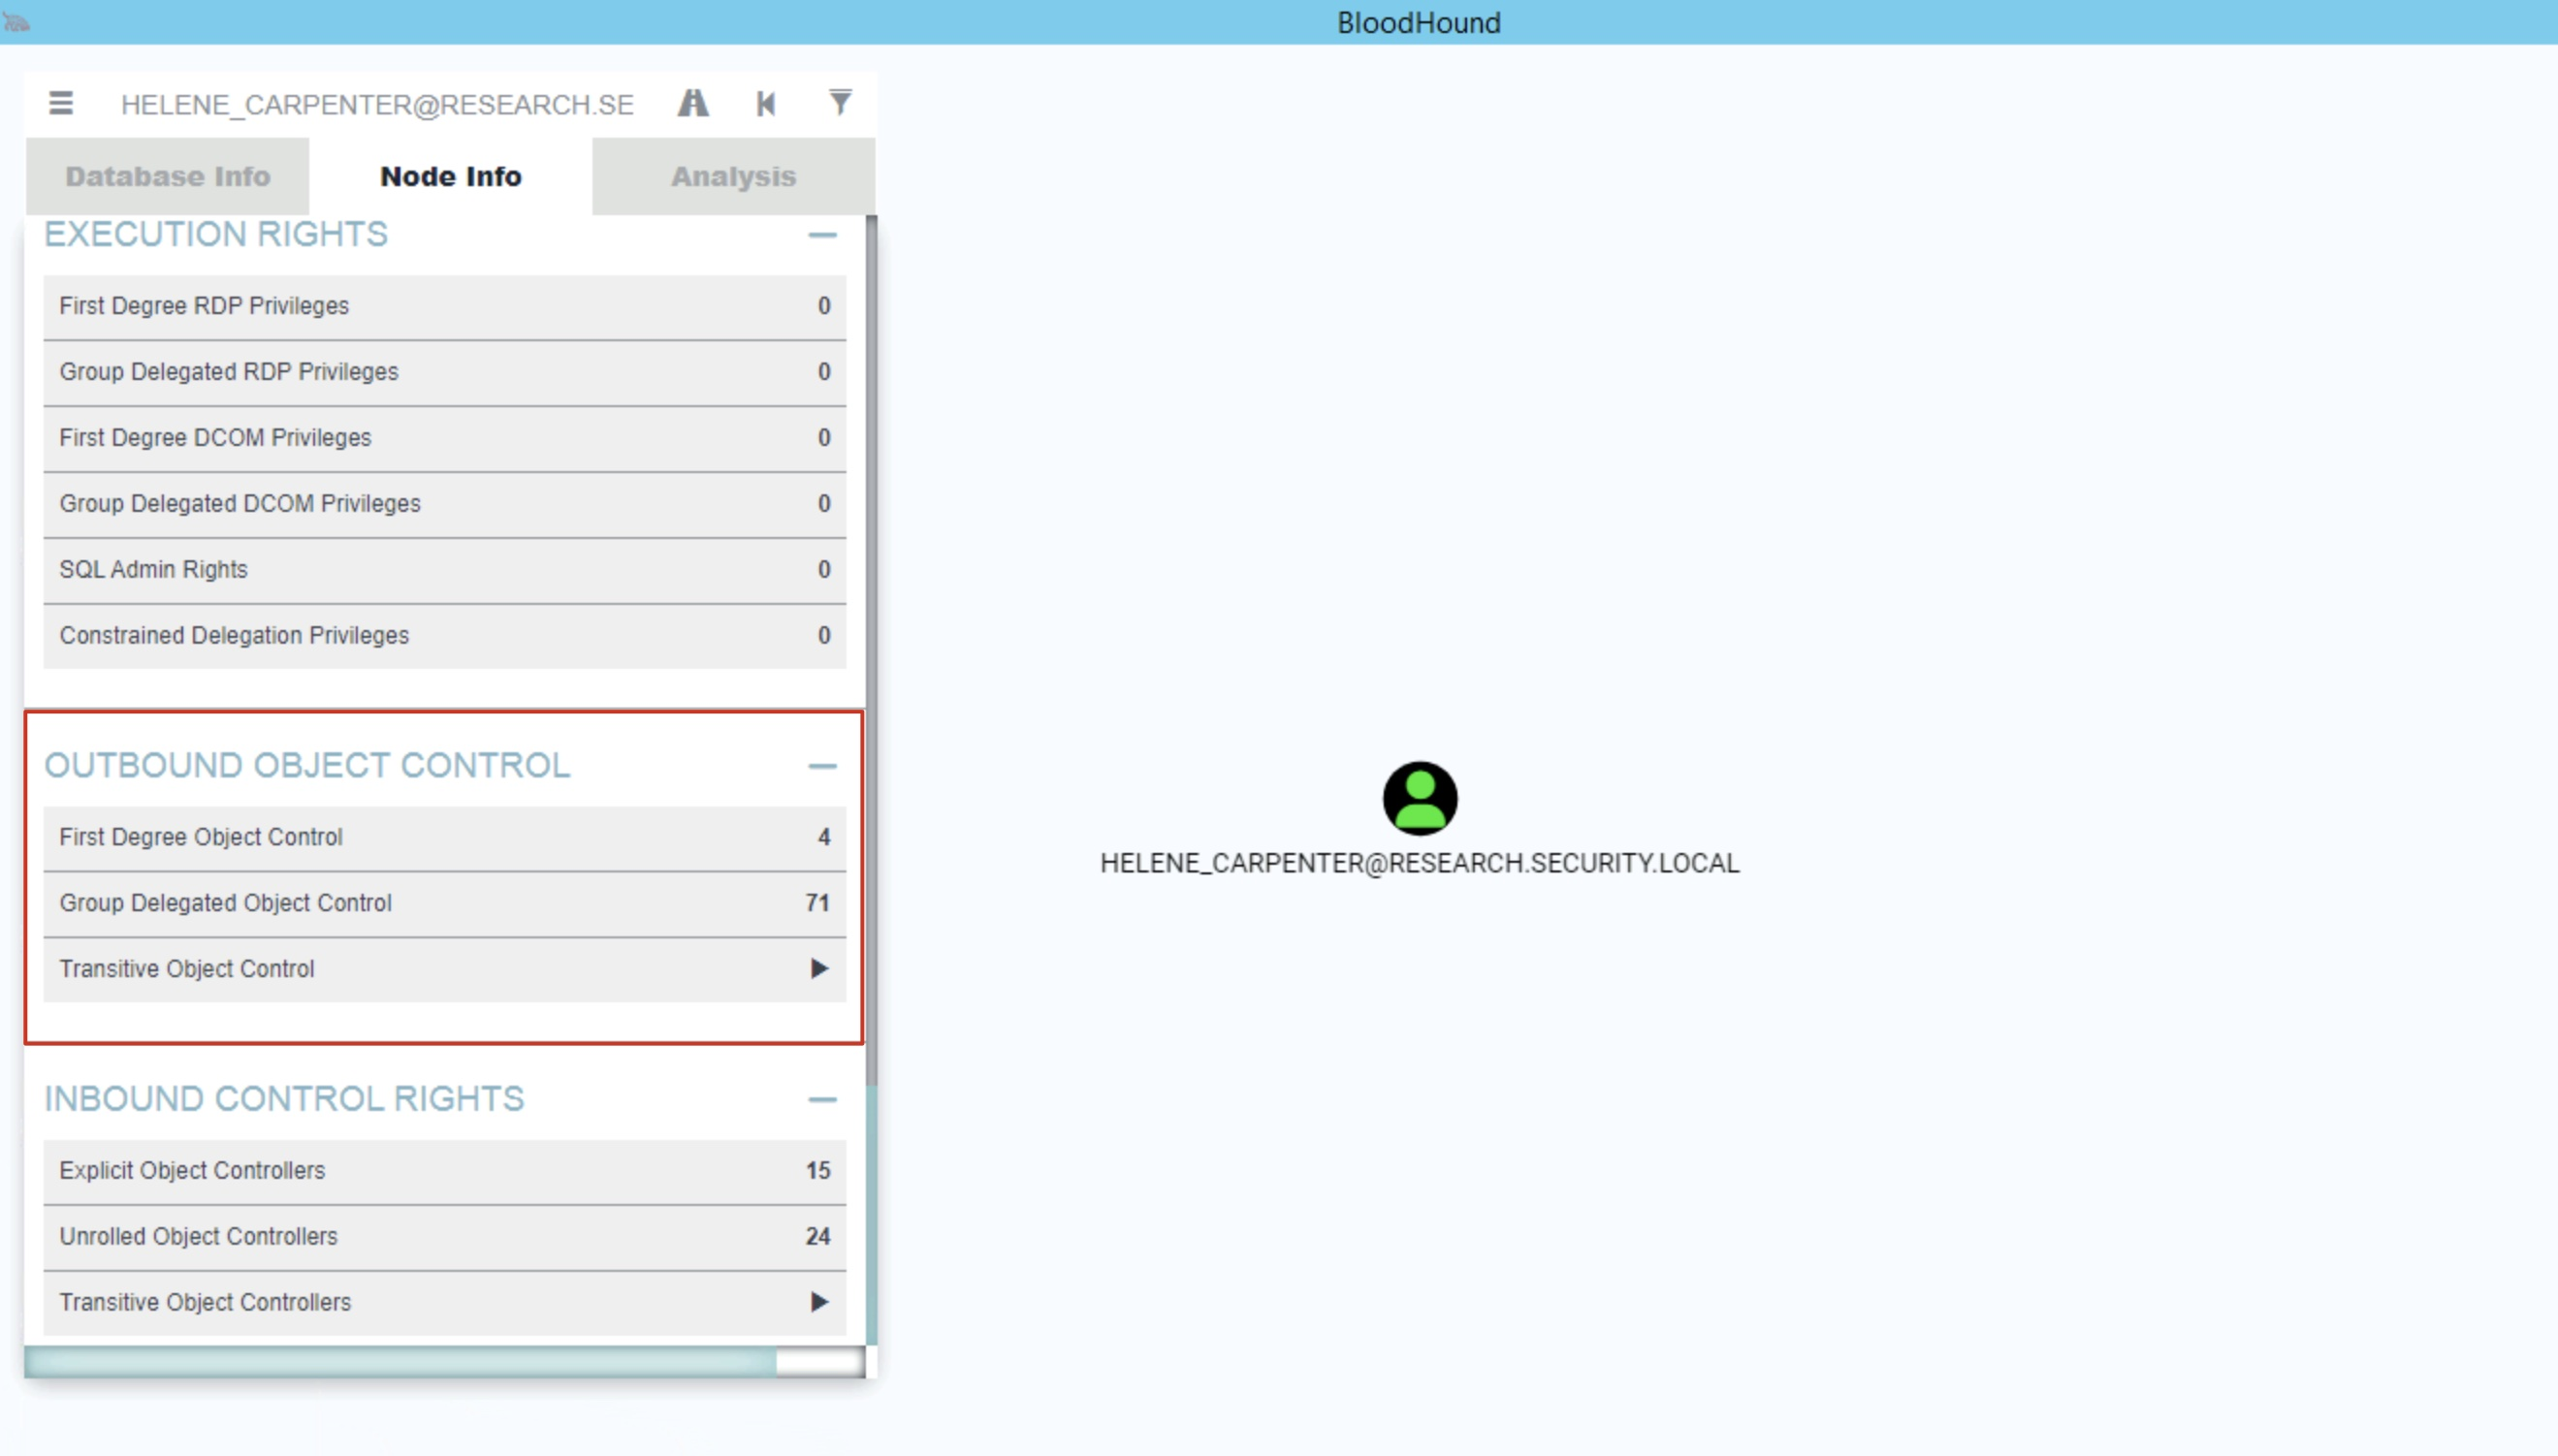 BloodHound
HELENE_CARPENTER@RESEARCH.SE
Database Info
Node Info
Analysis
EXECUTION RIGHTS
First Degree RDP Privileges 0
Group Delegated RDP Privileges 0
First Degree DCOM Privileges 0
Group Delegated DCOM Privileges 0
SQL Admin Rights 0
Constrained Delegation Privileges 0
OUTBOUND OBJECT CONTROL
First Degree Object Control 4
Group Delegated Object Control 71
Transitive Object Control
INBOUND CONTROL RIGHTS
Explicit Object Controllers 15
Unrolled Object Controllers 24
Transitive Object Controllers
HELENE_CARPENTER@RESEARCH.SECURITY.LOCAL